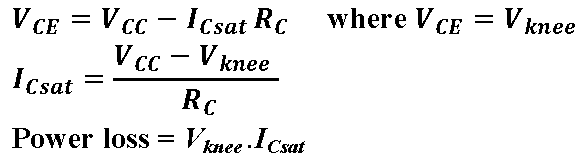 V_CE = V_CC − I_Csat R_C where V_CE = V_knee
I_Csat = (V_CC − V_knee) / R_C
Power loss = V_knee.I_Csat